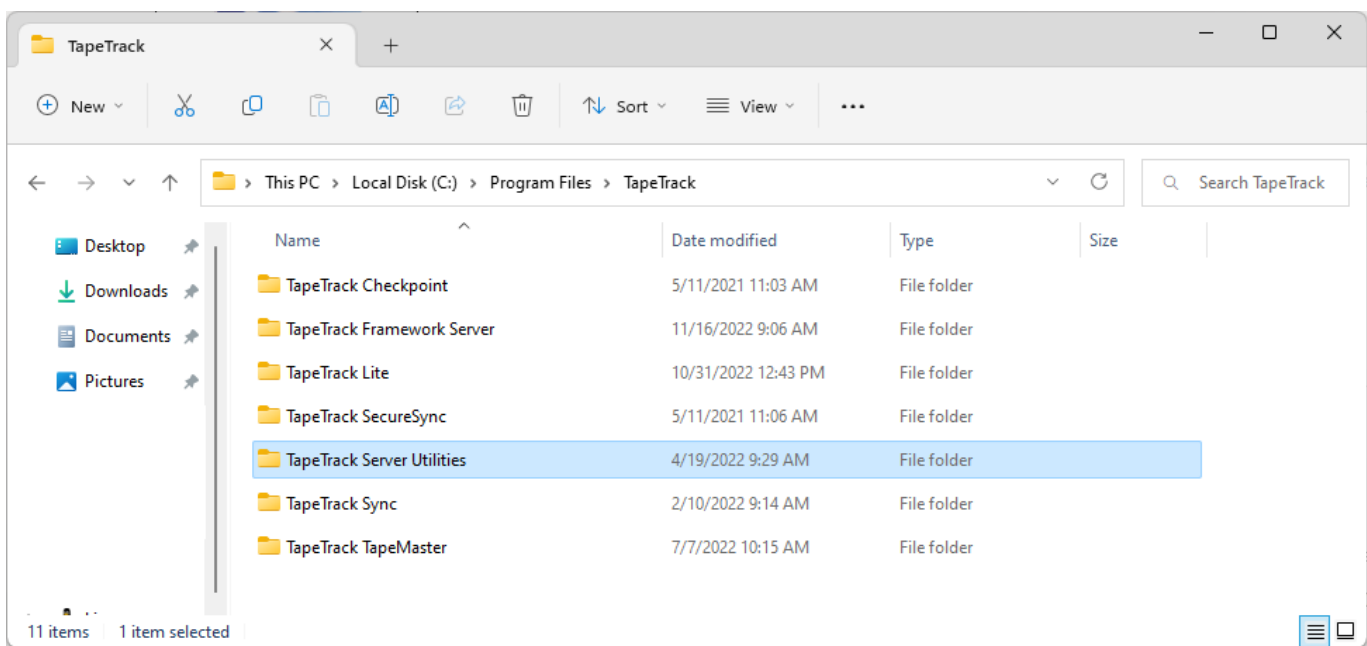 TapeTrack
New Sort View
This PC > Local Disk (C:) > Program Files > TapeTrack Search TapeTrack
Name Date modified Type Size
Desktop
Downloads
Documents
Pictures
TapeTrack Checkpoint 5/11/2021 11:03 AM File folder
TapeTrack Framework Server 11/16/2022 9:06 AM File folder
TapeTrack Lite 10/31/2022 12:43 PM File folder
TapeTrack SecureSync 5/11/2021 11:06 AM File folder
TapeTrack Server Utilities 4/19/2022 9:29 AM File folder
TapeTrack Sync 2/10/2022 9:14 AM File folder
TapeTrack TapeMaster 7/7/2022 10:15 AM File folder
11 items 1 item selected